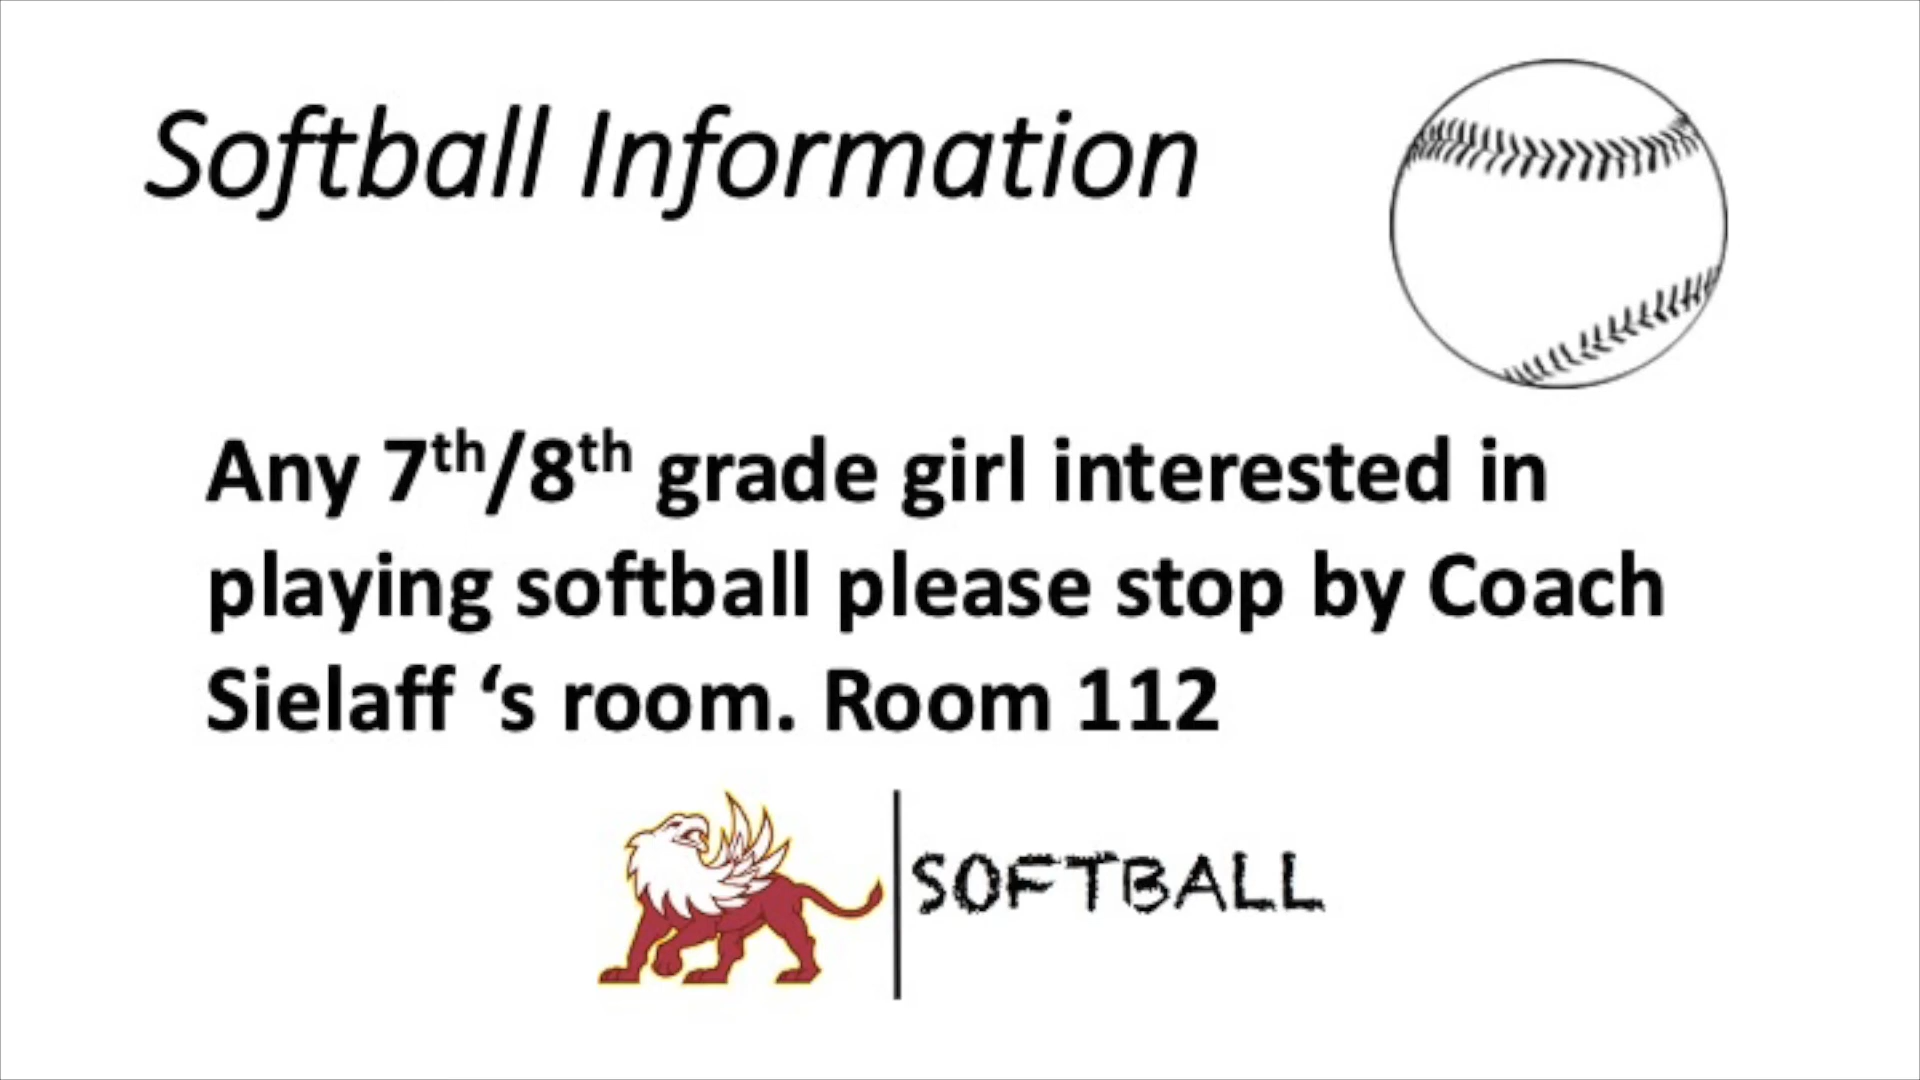 Softball Information
Any 7th/8th grade girl interested in
playing softball please stop by Coach
Sielaff ‘s room. Room 112
SOFTBALL